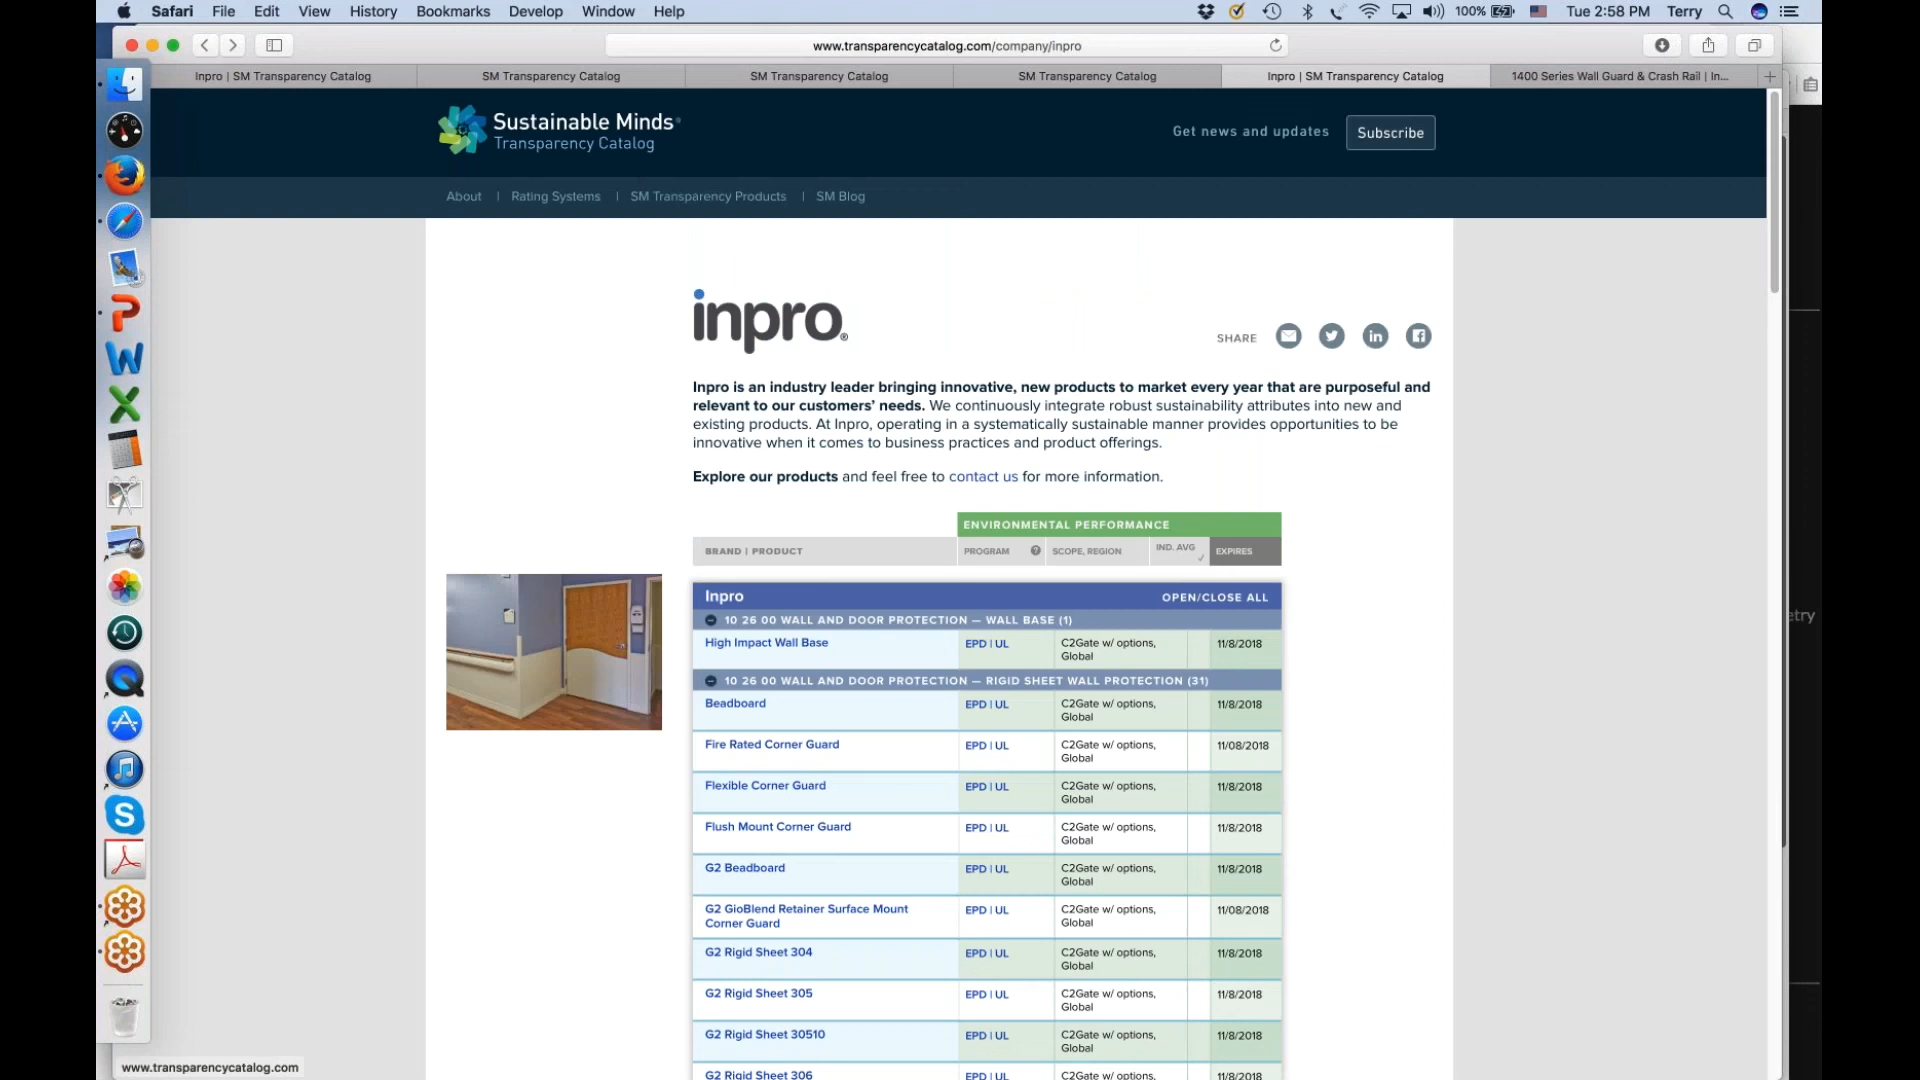 Safari File Edit View History Bookmarks Develop Window Help 100% Tue 2:58 PM Terry
www.transparencycatalog.com/company/inpro
Inpro | SM Transparency Catalog SM Transparency Catalog SM Transparency Catalog SM Transparency Catalog Inpro | SM Transparency Catalog 1400 Series Wall Guard & Crash Rail | In...
Sustainable Minds®
Transparency Catalog
Get news and updates Subscribe
About | Rating Systems | SM Transparency Products | SM Blog
inpro®
SHARE
Inpro is an industry leader bringing innovative, new products to market every year that are purposeful and
relevant to our customers' needs. We continuously integrate robust sustainability attributes into new and
existing products. At Inpro, operating in a systematically sustainable manner provides opportunities to be
innovative when it comes to business practices and product offerings.
Explore our products and feel free to contact us for more information.
ENVIRONMENTAL PERFORMANCE
BRAND | PRODUCT PROGRAM ? SCOPE, REGION IND. AVG ✓ EXPIRES
Inpro OPEN/CLOSE ALL
10 26 00 WALL AND DOOR PROTECTION — WALL BASE (1)
High Impact Wall Base EPD | UL C2Gate w/ options, 11/8/2018
Global
10 26 00 WALL AND DOOR PROTECTION — RIGID SHEET WALL PROTECTION (31)
Beadboard EPD | UL C2Gate w/ options, 11/8/2018
Global
Fire Rated Corner Guard EPD | UL C2Gate w/ options, 11/08/2018
Global
Flexible Corner Guard EPD | UL C2Gate w/ options, 11/8/2018
Global
Flush Mount Corner Guard EPD | UL C2Gate w/ options, 11/8/2018
Global
G2 Beadboard EPD | UL C2Gate w/ options, 11/8/2018
Global
G2 GioBlend Retainer Surface Mount EPD | UL C2Gate w/ options, 11/08/2018
Corner Guard Global
G2 Rigid Sheet 304 EPD | UL C2Gate w/ options, 11/8/2018
Global
G2 Rigid Sheet 305 EPD | UL C2Gate w/ options, 11/8/2018
Global
G2 Rigid Sheet 30510 EPD | UL C2Gate w/ options, 11/8/2018
Global
G2 Rigid Sheet 306 EPD | UL C2Gate w/ options, 11/8/2018
etry
www.transparencycatalog.com